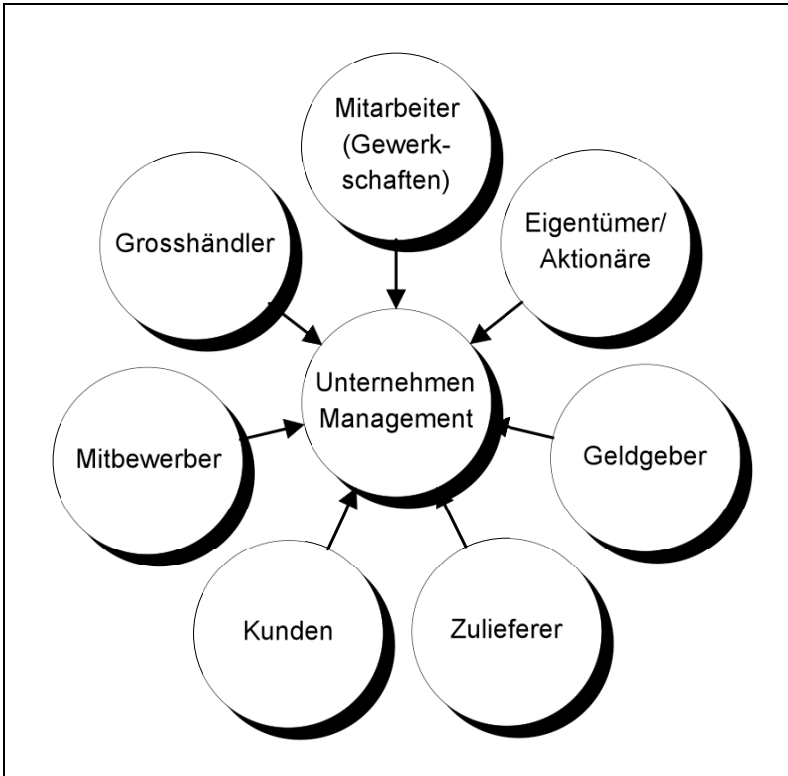 Mitarbeiter
(Gewerk-
schaften)
Grosshändler
Eigentümer/
Aktionäre
Unternehmen
Management
Mitbewerber
Geldgeber
Kunden
Zulieferer